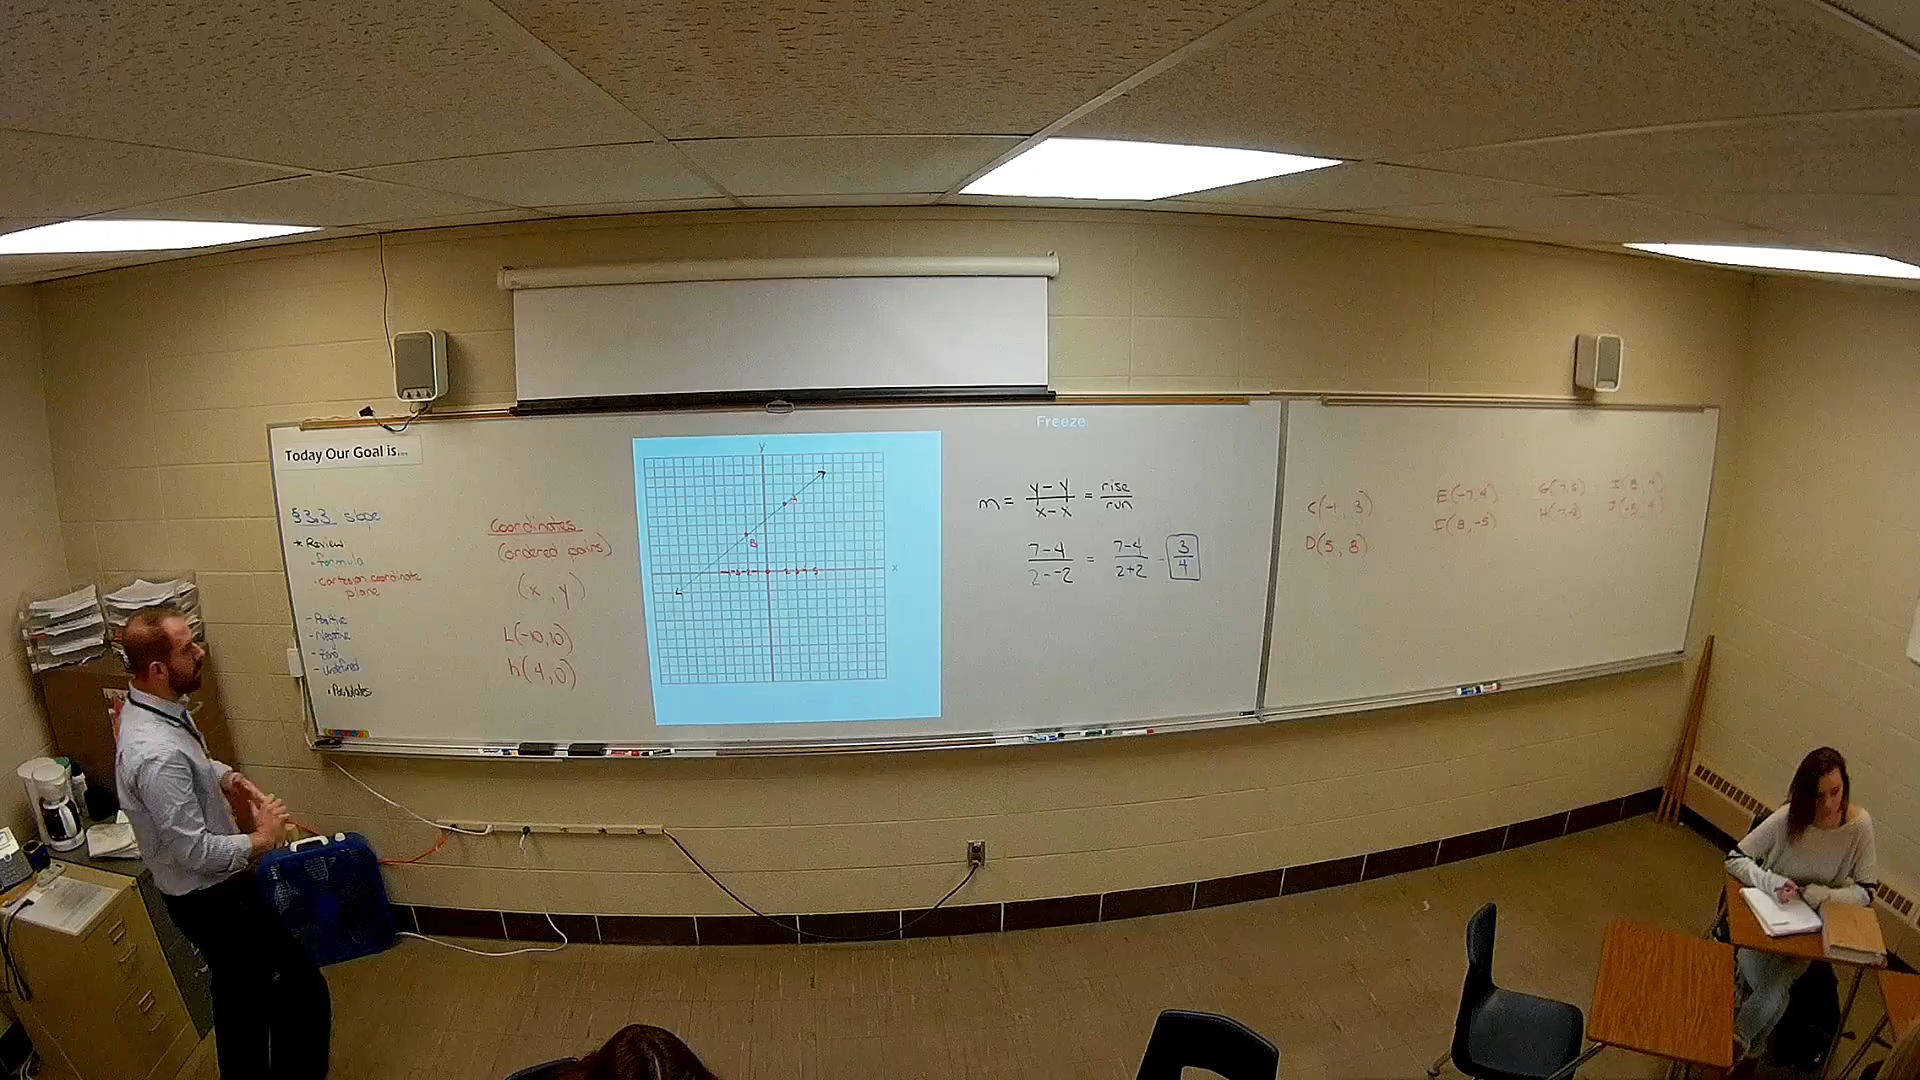 Today Our Goal is...
§3.3 slope
* Review
- formula
• cartesian coordinate
plane
- Positive
- Negative
- Zero
- Undefined
Coordinates
(ordered pairs)
(x, y)
L(-10,10)
K(4,0)
y
A
B
x
Freeze
m = y-y/x-x = rise/run
7-4/2--2 = 7-4/2+2 = 3/4
D(5, 8)
E(-7,4)
F(8,-5)